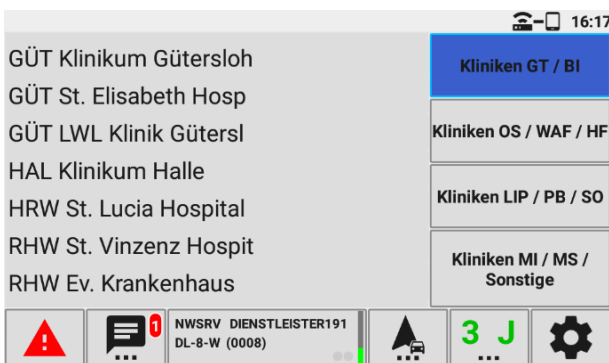 16:17
GÜT Klinikum Gütersloh
GÜT St. Elisabeth Hosp
GÜT LWL Klinik Gütersl
HAL Klinikum Halle
HRW St. Lucia Hospital
RHW St. Vinzenz Hospit
RHW Ev. Krankenhaus
Kliniken GT / BI
Kliniken OS / WAF / HF
Kliniken LIP / PB / SO
Kliniken MI / MS /
Sonstige
1
NWSRV DIENSTLEISTER191
DL-8-W (0008)
3 J